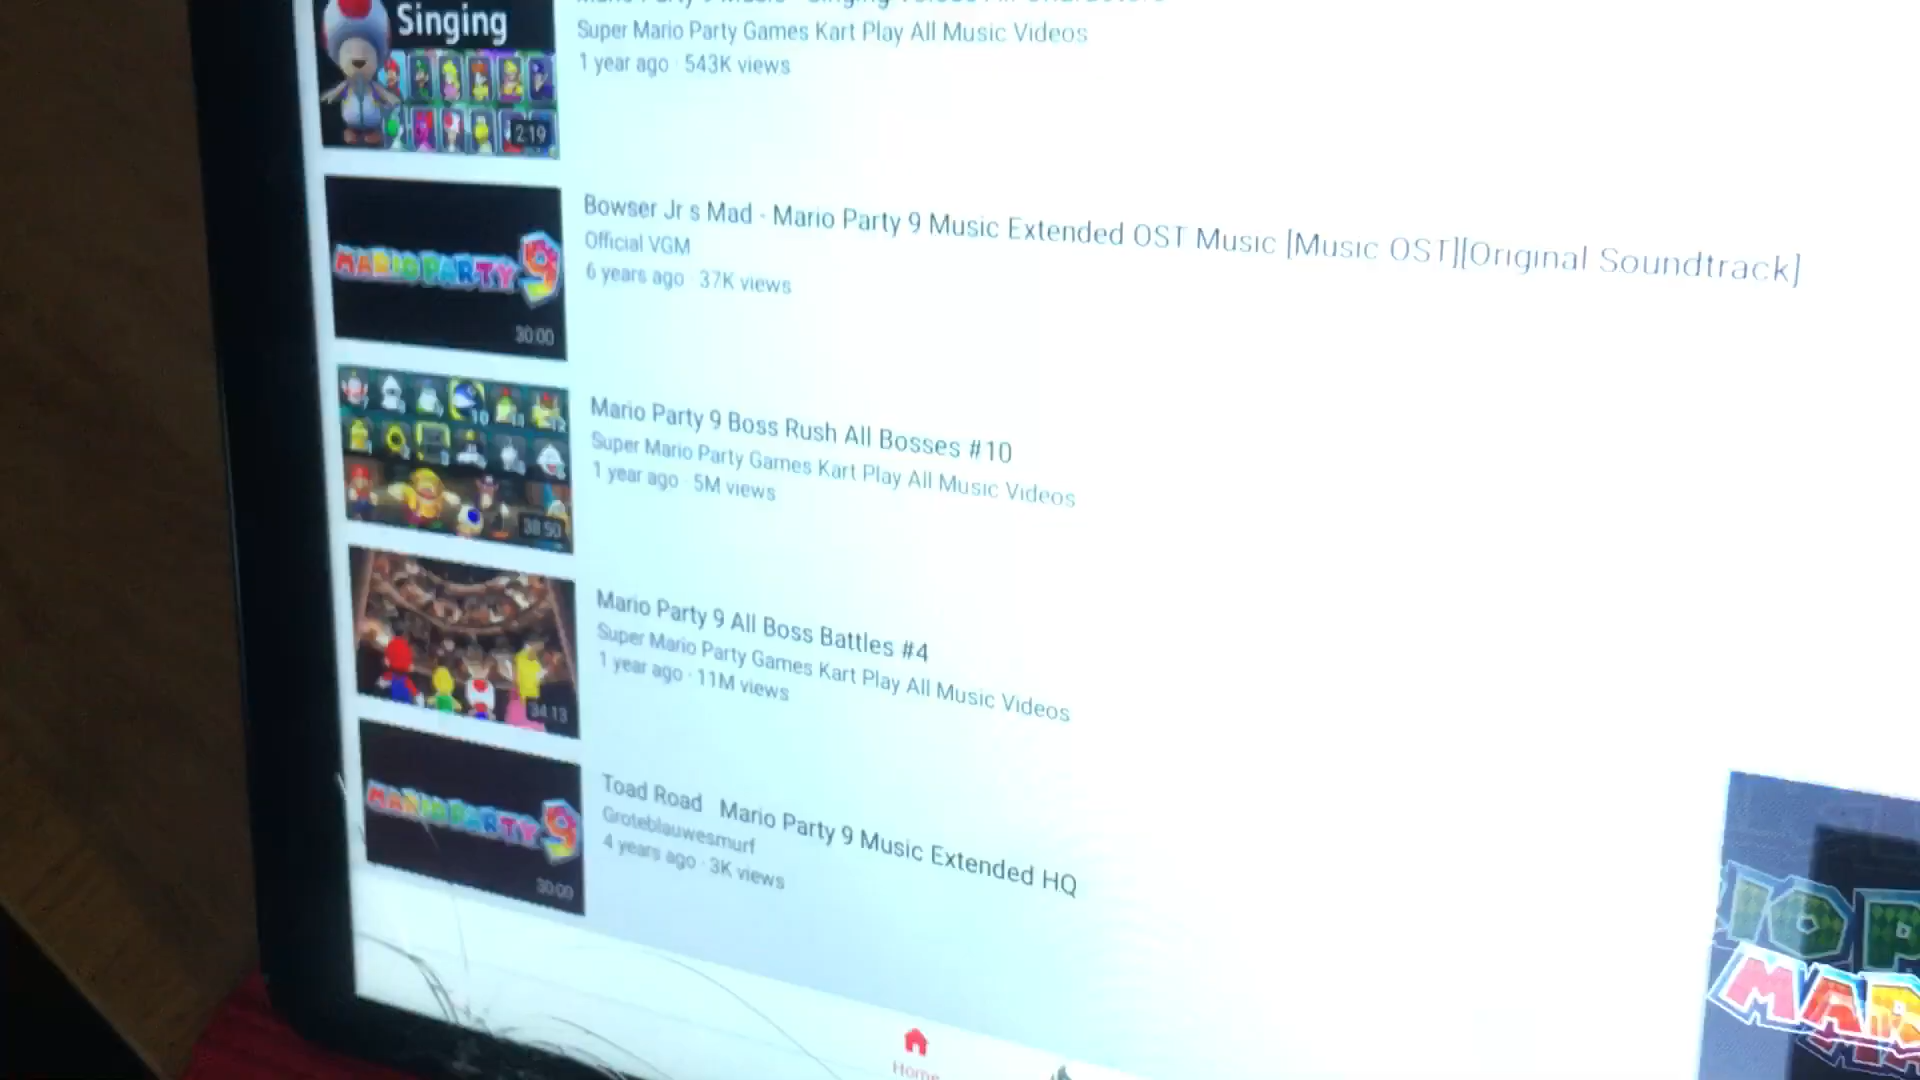 Singing
Super Mario Party Games Kart Play All Music Videos
1 year ago · 543K views
2:19
Bowser Jr s Mad - Mario Party 9 Music Extended OST Music [Music OST][Original Soundtrack]
Official VGM
6 years ago · 37K views
MARIO PARTY 9
30:00
Mario Party 9 Boss Rush All Bosses #10
Super Mario Party Games Kart Play All Music Videos
1 year ago · 5M views
38:50
Mario Party 9 All Boss Battles #4
Super Mario Party Games Kart Play All Music Videos
1 year ago · 11M views
34:13
Toad Road Mario Party 9 Music Extended HQ
Groteblauwesmurf
4 years ago · 3K views
MARIO PARTY 9
30:00
IOP
MAR
Home